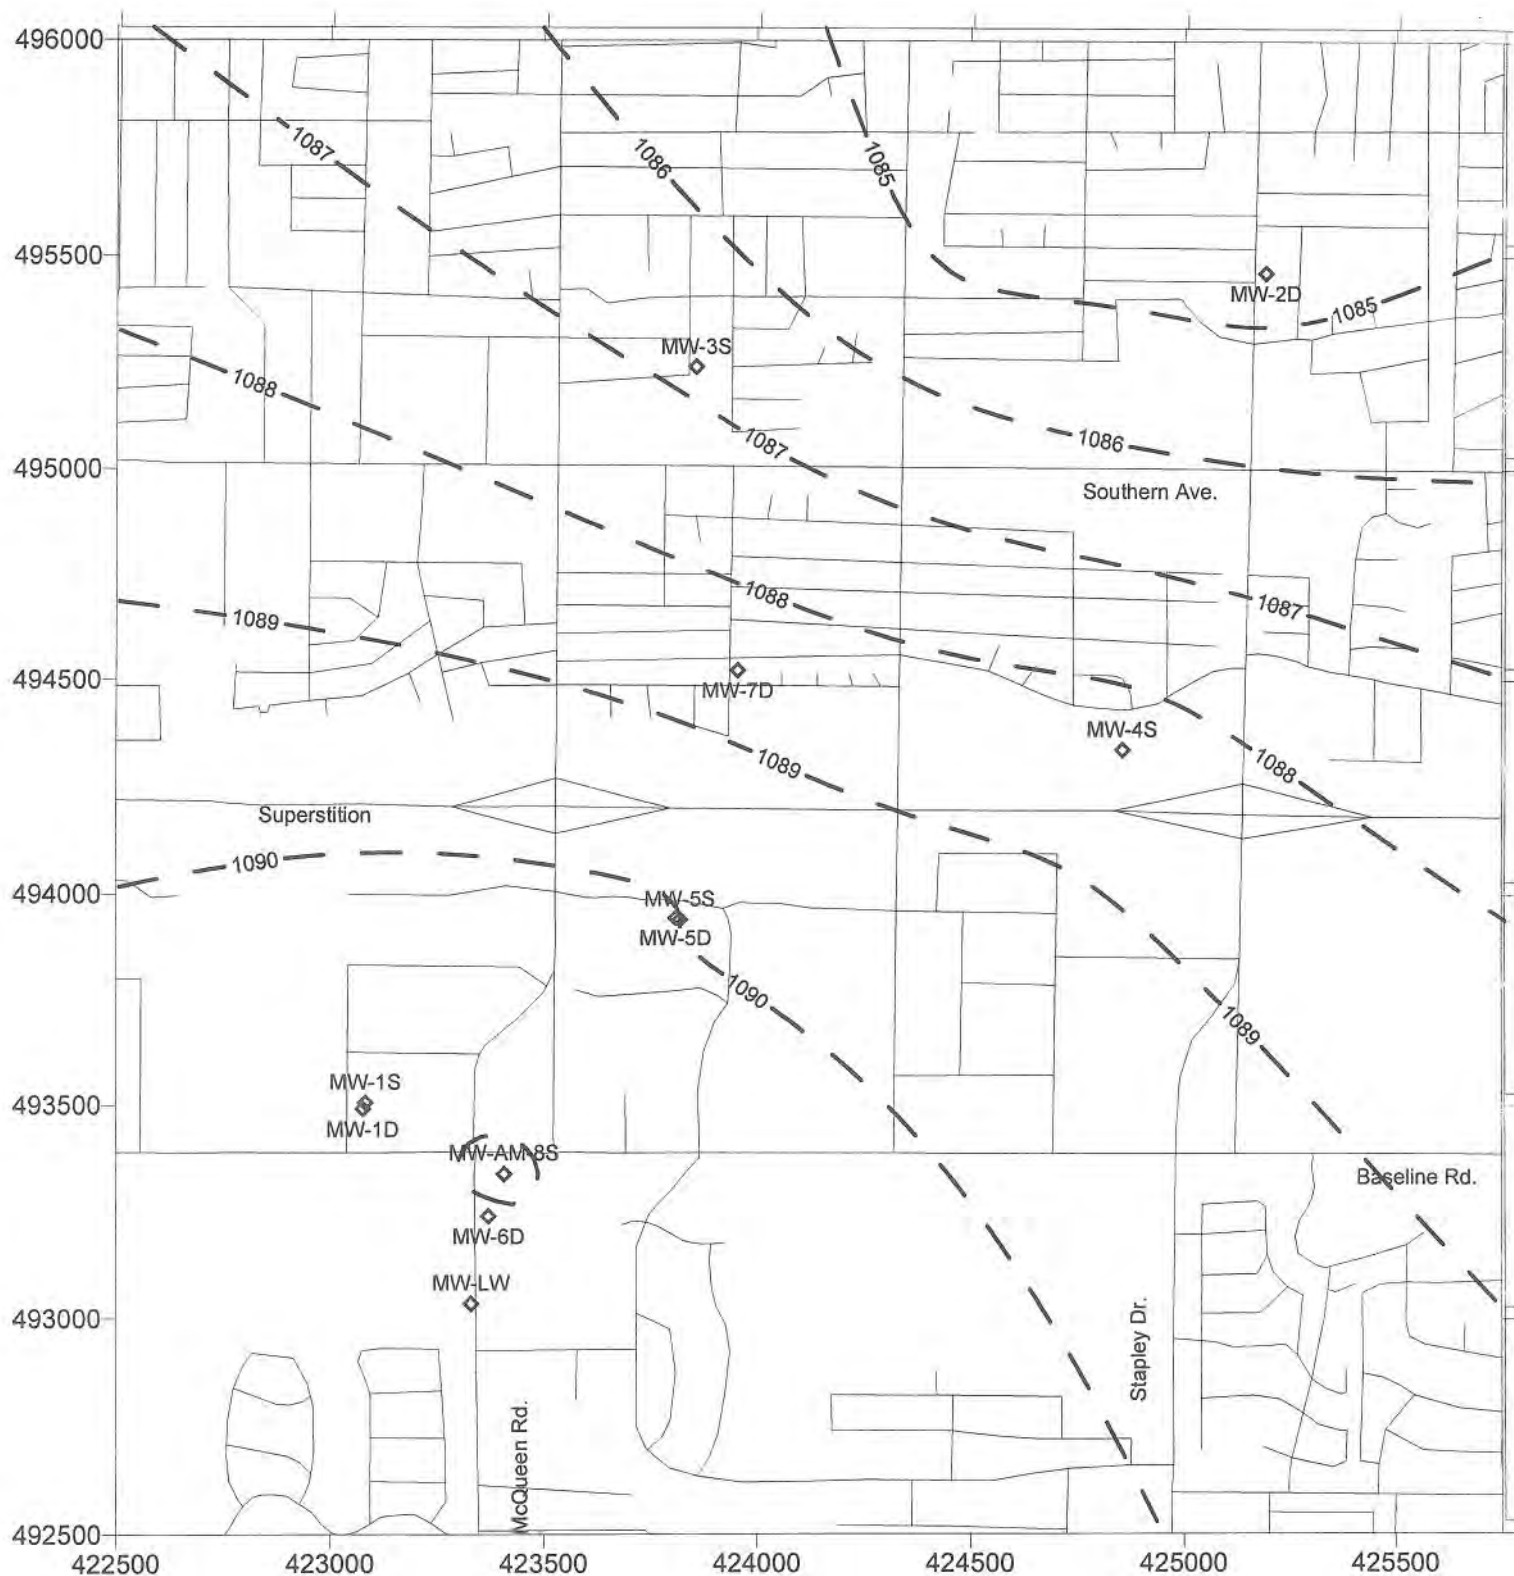 496000
1087
1086
1085
495500
MW-2D
1085
MW-3S
1088
1086
1087
495000
Southern Ave.
1088
1087
1089
494500
MW-7D
MW-4S
1089
1088
Superstition
1090
494000
MW-5S
MW-5D
1090
1089
MW-1S
493500
MW-1D
MW-AM-8S
Baseline Rd.
MW-6D
MW-LW
493000
Stapley Dr.
McQueen Rd.
492500
422500 423000 423500 424000 424500 425000 425500